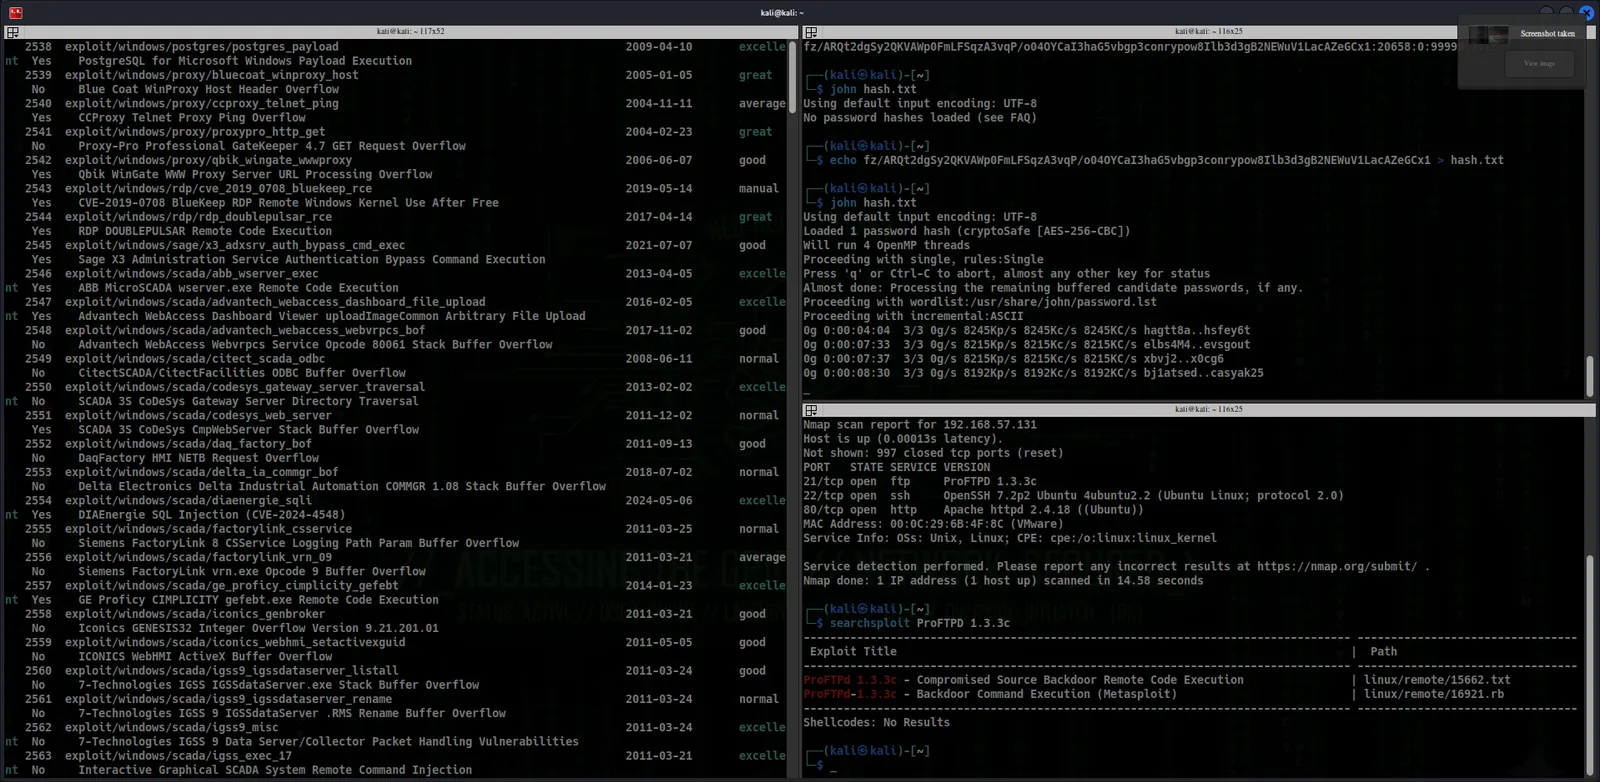 kali@kali: ~
kali@kali: ~ 117x52
2538 exploit/windows/postgres/postgres_payload 2009-04-10 excelle
nt Yes PostgreSQL for Microsoft Windows Payload Execution
2539 exploit/windows/proxy/bluecoat_winproxy_host 2005-01-05 great
No Blue Coat WinProxy Host Header Overflow
2540 exploit/windows/proxy/ccproxy_telnet_ping 2004-11-11 average
Yes CCProxy Telnet Proxy Ping Overflow
2541 exploit/windows/proxy/proxypro_http_get 2004-02-23 great
No Proxy-Pro Professional GateKeeper 4.7 GET Request Overflow
2542 exploit/windows/proxy/qbik_wingate_wwwproxy 2006-06-07 good
Yes Qbik WinGate WWW Proxy Server URL Processing Overflow
2543 exploit/windows/rdp/cve_2019_0708_bluekeep_rce 2019-05-14 manual
Yes CVE-2019-0708 BlueKeep RDP Remote Windows Kernel Use After Free
2544 exploit/windows/rdp/rdp_doublepulsar_rce 2017-04-14 great
Yes RDP DOUBLEPULSAR Remote Code Execution
2545 exploit/windows/sage/x3_adxsrv_auth_bypass_cmd_exec 2021-07-07 good
Yes Sage X3 Administration Service Authentication Bypass Command Execution
2546 exploit/windows/scada/abb_wserver_exec 2013-04-05 excelle
nt Yes ABB MicroSCADA wserver.exe Remote Code Execution
2547 exploit/windows/scada/advantech_webaccess_dashboard_file_upload 2016-02-05 excelle
nt Yes Advantech WebAccess Dashboard Viewer uploadImageCommon Arbitrary File Upload
2548 exploit/windows/scada/advantech_webaccess_webvrpcs_bof 2017-11-02 good
No Advantech WebAccess Webvrpcs Service Opcode 80061 Stack Buffer Overflow
2549 exploit/windows/scada/citect_scada_odbc 2008-06-11 normal
No CitectSCADA/CitectFacilities ODBC Buffer Overflow
2550 exploit/windows/scada/codesys_gateway_server_traversal 2013-02-02 excelle
nt No SCADA 3S CoDeSys Gateway Server Directory Traversal
2551 exploit/windows/scada/codesys_web_server 2011-12-02 normal
Yes SCADA 3S CoDeSys CmpWebServer Stack Buffer Overflow
2552 exploit/windows/scada/daq_factory_bof 2011-09-13 good
No DaqFactory HMI NETB Request Overflow
2553 exploit/windows/scada/delta_ia_commgr_bof 2018-07-02 normal
No Delta Electronics Delta Industrial Automation COMMGR 1.08 Stack Buffer Overflow
2554 exploit/windows/scada/diaenergie_sqli 2024-05-06 excelle
nt Yes DIAEnergie SQL Injection (CVE-2024-4548)
2555 exploit/windows/scada/factorylink_csservice 2011-03-25 normal
No Siemens FactoryLink 8 CSService Logging Path Param Buffer Overflow
2556 exploit/windows/scada/factorylink_vrn_09 2011-03-21 average
No Siemens FactoryLink vrn.exe Opcode 9 Buffer Overflow
2557 exploit/windows/scada/ge_proficy_cimplicity_gefebt 2014-01-23 excelle
nt Yes GE Proficy CIMPLICITY gefebt.exe Remote Code Execution
2558 exploit/windows/scada/iconics_genbroker 2011-03-21 good
No Iconics GENESIS32 Integer Overflow Version 9.21.201.01
2559 exploit/windows/scada/iconics_webhmi_setactivexguid 2011-05-05 good
No ICONICS WebHMI ActiveX Buffer Overflow
2560 exploit/windows/scada/igss9_igssdataserver_listall 2011-03-24 good
No 7-Technologies IGSS IGSSdataServer.exe Stack Buffer Overflow
2561 exploit/windows/scada/igss9_igssdataserver_rename 2011-03-24 normal
No 7-Technologies IGSS 9 IGSSdataServer .RMS Rename Buffer Overflow
2562 exploit/windows/scada/igss9_misc 2011-03-24 excelle
nt No 7-Technologies IGSS 9 Data Server/Collector Packet Handling Vulnerabilities
2563 exploit/windows/scada/igss_exec_17 2011-03-21 excelle
nt No Interactive Graphical SCADA System Remote Command Injection
kali@kali: ~ 116x25
fz/ARQt2dgSy2QKVAWp0FmLFSqzA3vqP/o04OYCaI3haG5vbgp3conrypow8Ilb3d3gB2NEWuV1LacAZeGCx1:20658:0:9999
Screenshot taken
View image
┌──(kali㉿kali)-[~]
└─$ john hash.txt
Using default input encoding: UTF-8
No password hashes loaded (see FAQ)
┌──(kali㉿kali)-[~]
└─$ echo fz/ARQt2dgSy2QKVAWp0FmLFSqzA3vqP/o04OYCaI3haG5vbgp3conrypow8Ilb3d3gB2NEWuV1LacAZeGCx1 > hash.txt
┌──(kali㉿kali)-[~]
└─$ john hash.txt
Using default input encoding: UTF-8
Loaded 1 password hash (cryptoSafe [AES-256-CBC])
Will run 4 OpenMP threads
Proceeding with single, rules:Single
Press 'q' or Ctrl-C to abort, almost any other key for status
Almost done: Processing the remaining buffered candidate passwords, if any.
Proceeding with wordlist:/usr/share/john/password.lst
Proceeding with incremental:ASCII
0g 0:00:04:04 3/3 0g/s 8245Kp/s 8245Kc/s 8245KC/s hagtt8a..hsfey6t
0g 0:00:07:33 3/3 0g/s 8215Kp/s 8215Kc/s 8215KC/s elbs4M4..evsgout
0g 0:00:07:37 3/3 0g/s 8215Kp/s 8215Kc/s 8215KC/s xbvj2..x0cg6
0g 0:00:08:30 3/3 0g/s 8192Kp/s 8192Kc/s 8192KC/s bj1atsed..casyak25
kali@kali: ~ 116x25
Nmap scan report for 192.168.57.131
Host is up (0.00013s latency).
Not shown: 997 closed tcp ports (reset)
PORT STATE SERVICE VERSION
21/tcp open ftp ProFTPD 1.3.3c
22/tcp open ssh OpenSSH 7.2p2 Ubuntu 4ubuntu2.2 (Ubuntu Linux; protocol 2.0)
80/tcp open http Apache httpd 2.4.18 ((Ubuntu))
MAC Address: 00:0C:29:6B:4F:8C (VMware)
Service Info: OSs: Unix, Linux; CPE: cpe:/o:linux:linux_kernel
Service detection performed. Please report any incorrect results at https://nmap.org/submit/ .
Nmap done: 1 IP address (1 host up) scanned in 14.58 seconds
┌──(kali㉿kali)-[~]
└─$ searchsploit ProFTPD 1.3.3c
Exploit Title | Path
ProFTPd 1.3.3c - Compromised Source Backdoor Remote Code Execution | linux/remote/15662.txt
ProFTPd-1.3.3c - Backdoor Command Execution (Metasploit) | linux/remote/16921.rb
Shellcodes: No Results
┌──(kali㉿kali)-[~]
└─$ _